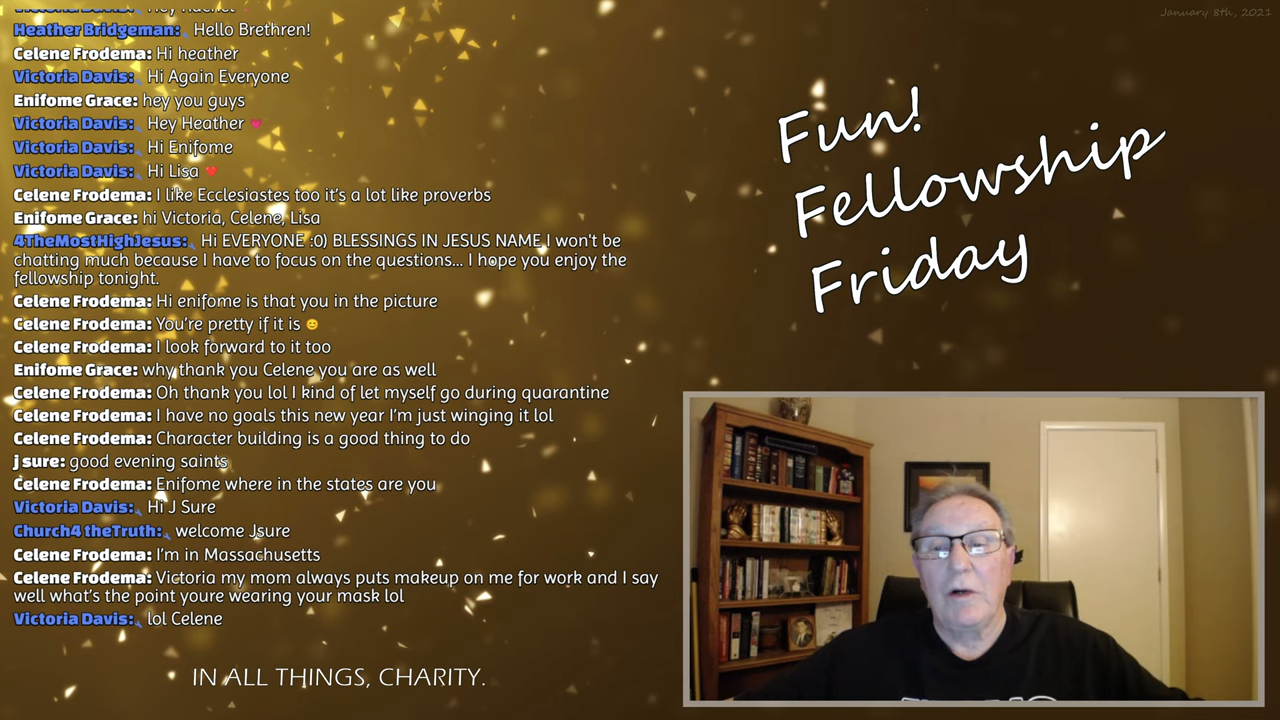 Victoria Davis: Hey Rachel
Heather Bridgeman: Hello Brethren!
Celene Frodema: Hi heather
Victoria Davis: Hi Again Everyone
Enifome Grace: hey you guys
Victoria Davis: Hey Heather 💗
Victoria Davis: Hi Enifome
Victoria Davis: Hi Lisa ❤️
Celene Frodema: I like Ecclesiastes too it's a lot like proverbs
Enifome Grace: hi Victoria, Celene, Lisa
4TheMostHighJesus: Hi EVERYONE :0) BLESSINGS IN JESUS NAME I won't be
chatting much because I have to focus on the questions... I hope you enjoy the
fellowship tonight.
Celene Frodema: Hi enifome is that you in the picture
Celene Frodema: You're pretty if it is 😊
Celene Frodema: I look forward to it too
Enifome Grace: why thank you Celene you are as well
Celene Frodema: Oh thank you lol I kind of let myself go during quarantine
Celene Frodema: I have no goals this new year I'm just winging it lol
Celene Frodema: Character building is a good thing to do
j sure: good evening saints
Celene Frodema: Enifome where in the states are you
Victoria Davis: Hi J Sure
Church4 theTruth: welcome Jsure
Celene Frodema: I'm in Massachusetts
Celene Frodema: Victoria my mom always puts makeup on me for work and I say
well what's the point youre wearing your mask lol
Victoria Davis: lol Celene
IN ALL THINGS, CHARITY.
January 8th, 2021
Fun!
Fellowship
Friday